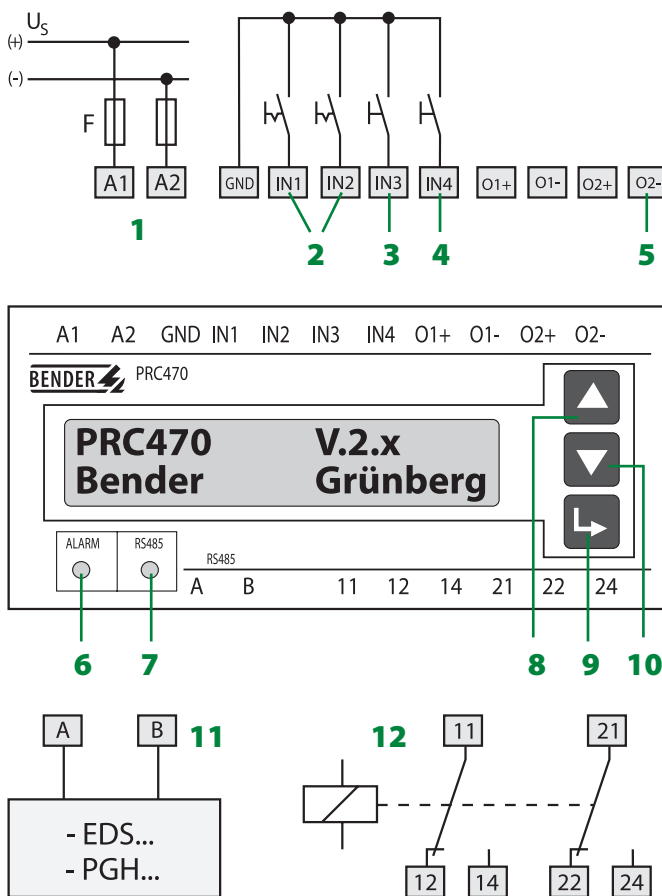 U_S
(+)
(-)
F
A1 A2 GND IN1 IN2 IN3 IN4 O1+ O1- O2+ O2-
1 2 3 4 5
A1 A2 GND IN1 IN2 IN3 IN4 O1+ O1- O2+ O2-
BENDER PRC470
PRC470 V.2.x
Bender Grünberg
ALARM RS485 RS485
A B 11 12 14 21 22 24
6 7 8 9 10
A B 11 12 11 21
- EDS...
- PGH...
12 14 22 24